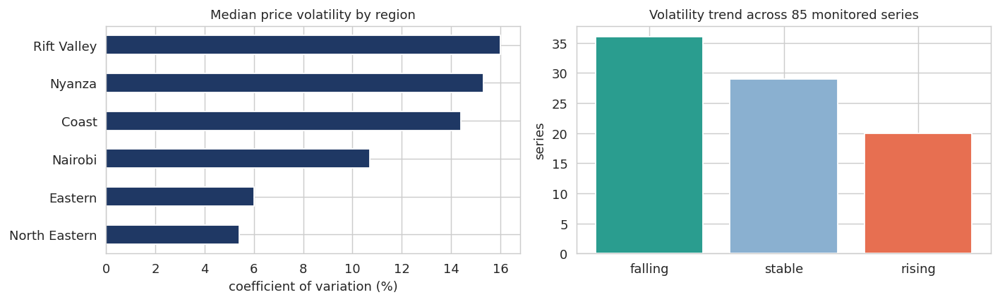 Median price volatility by region
Rift Valley
Nyanza
Coast
Nairobi
Eastern
North Eastern
0 2 4 6 8 10 12 14 16
coefficient of variation (%)
Volatility trend across 85 monitored series
series
35
30
25
20
15
10
5
0
falling stable rising